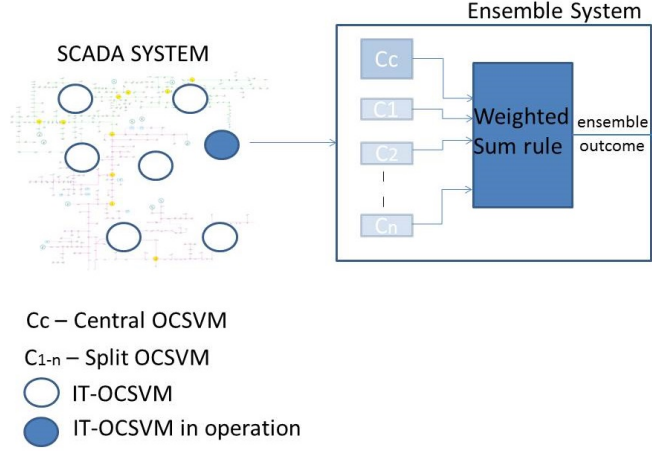 Ensemble System
SCADA SYSTEM
Cc
C1
C2
Cn
Weighted
Sum rule
ensemble
outcome
Cc – Central OCSVM
C1-n – Split OCSVM
IT-OCSVM
IT-OCSVM in operation